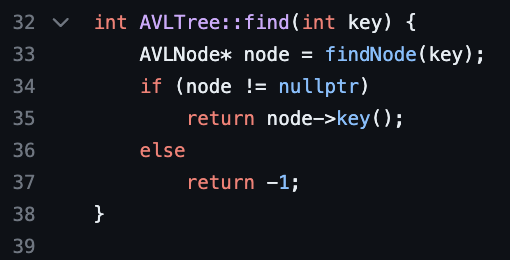 32 int AVLTree::find(int key) {
33     AVLNode* node = findNode(key);
34     if (node != nullptr)
35         return node->key();
36     else
37         return -1;
38 }
39